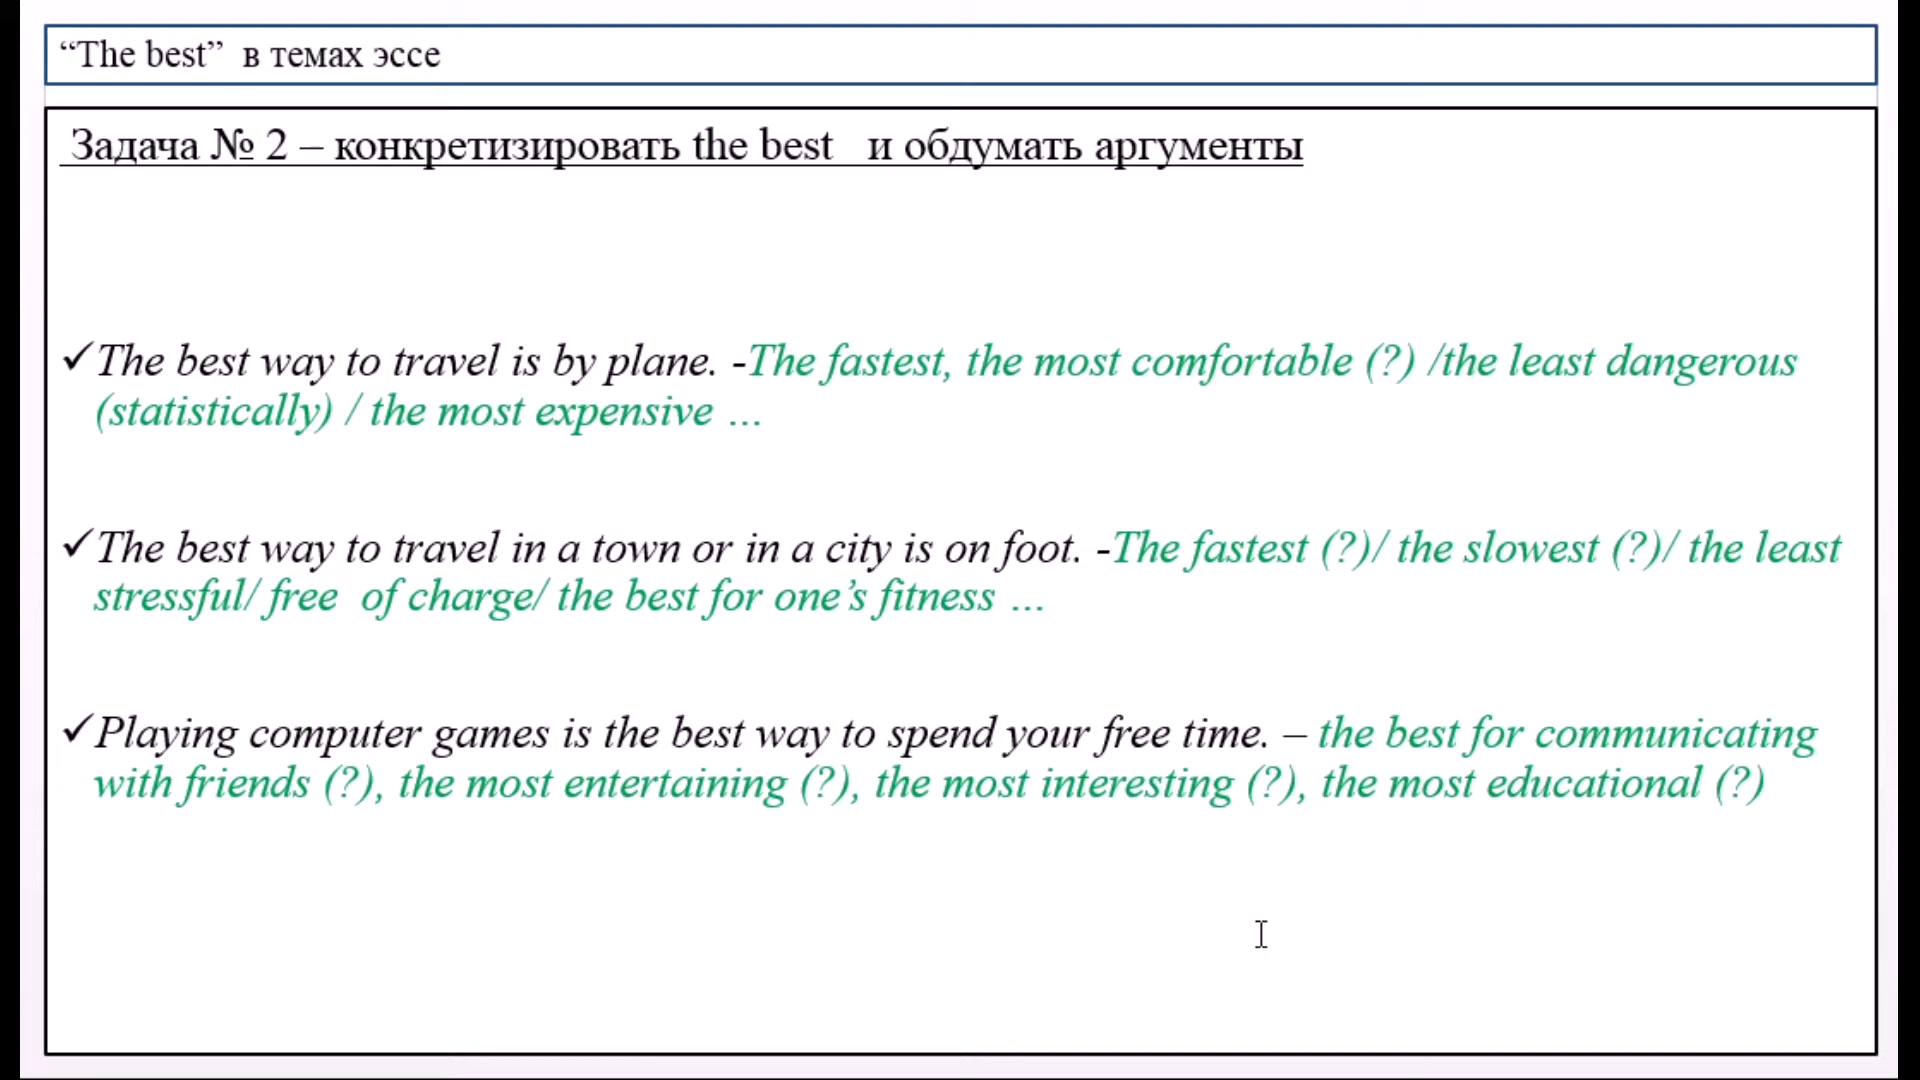 “The best” в темах эссе
Задача № 2 – конкретизировать the best и обдумать аргументы
✓The best way to travel is by plane. -The fastest, the most comfortable (?) /the least dangerous
(statistically) / the most expensive …
✓The best way to travel in a town or in a city is on foot. -The fastest (?)/ the slowest (?)/ the least
stressful/ free of charge/ the best for one’s fitness …
✓Playing computer games is the best way to spend your free time. – the best for communicating
with friends (?), the most entertaining (?), the most interesting (?), the most educational (?)